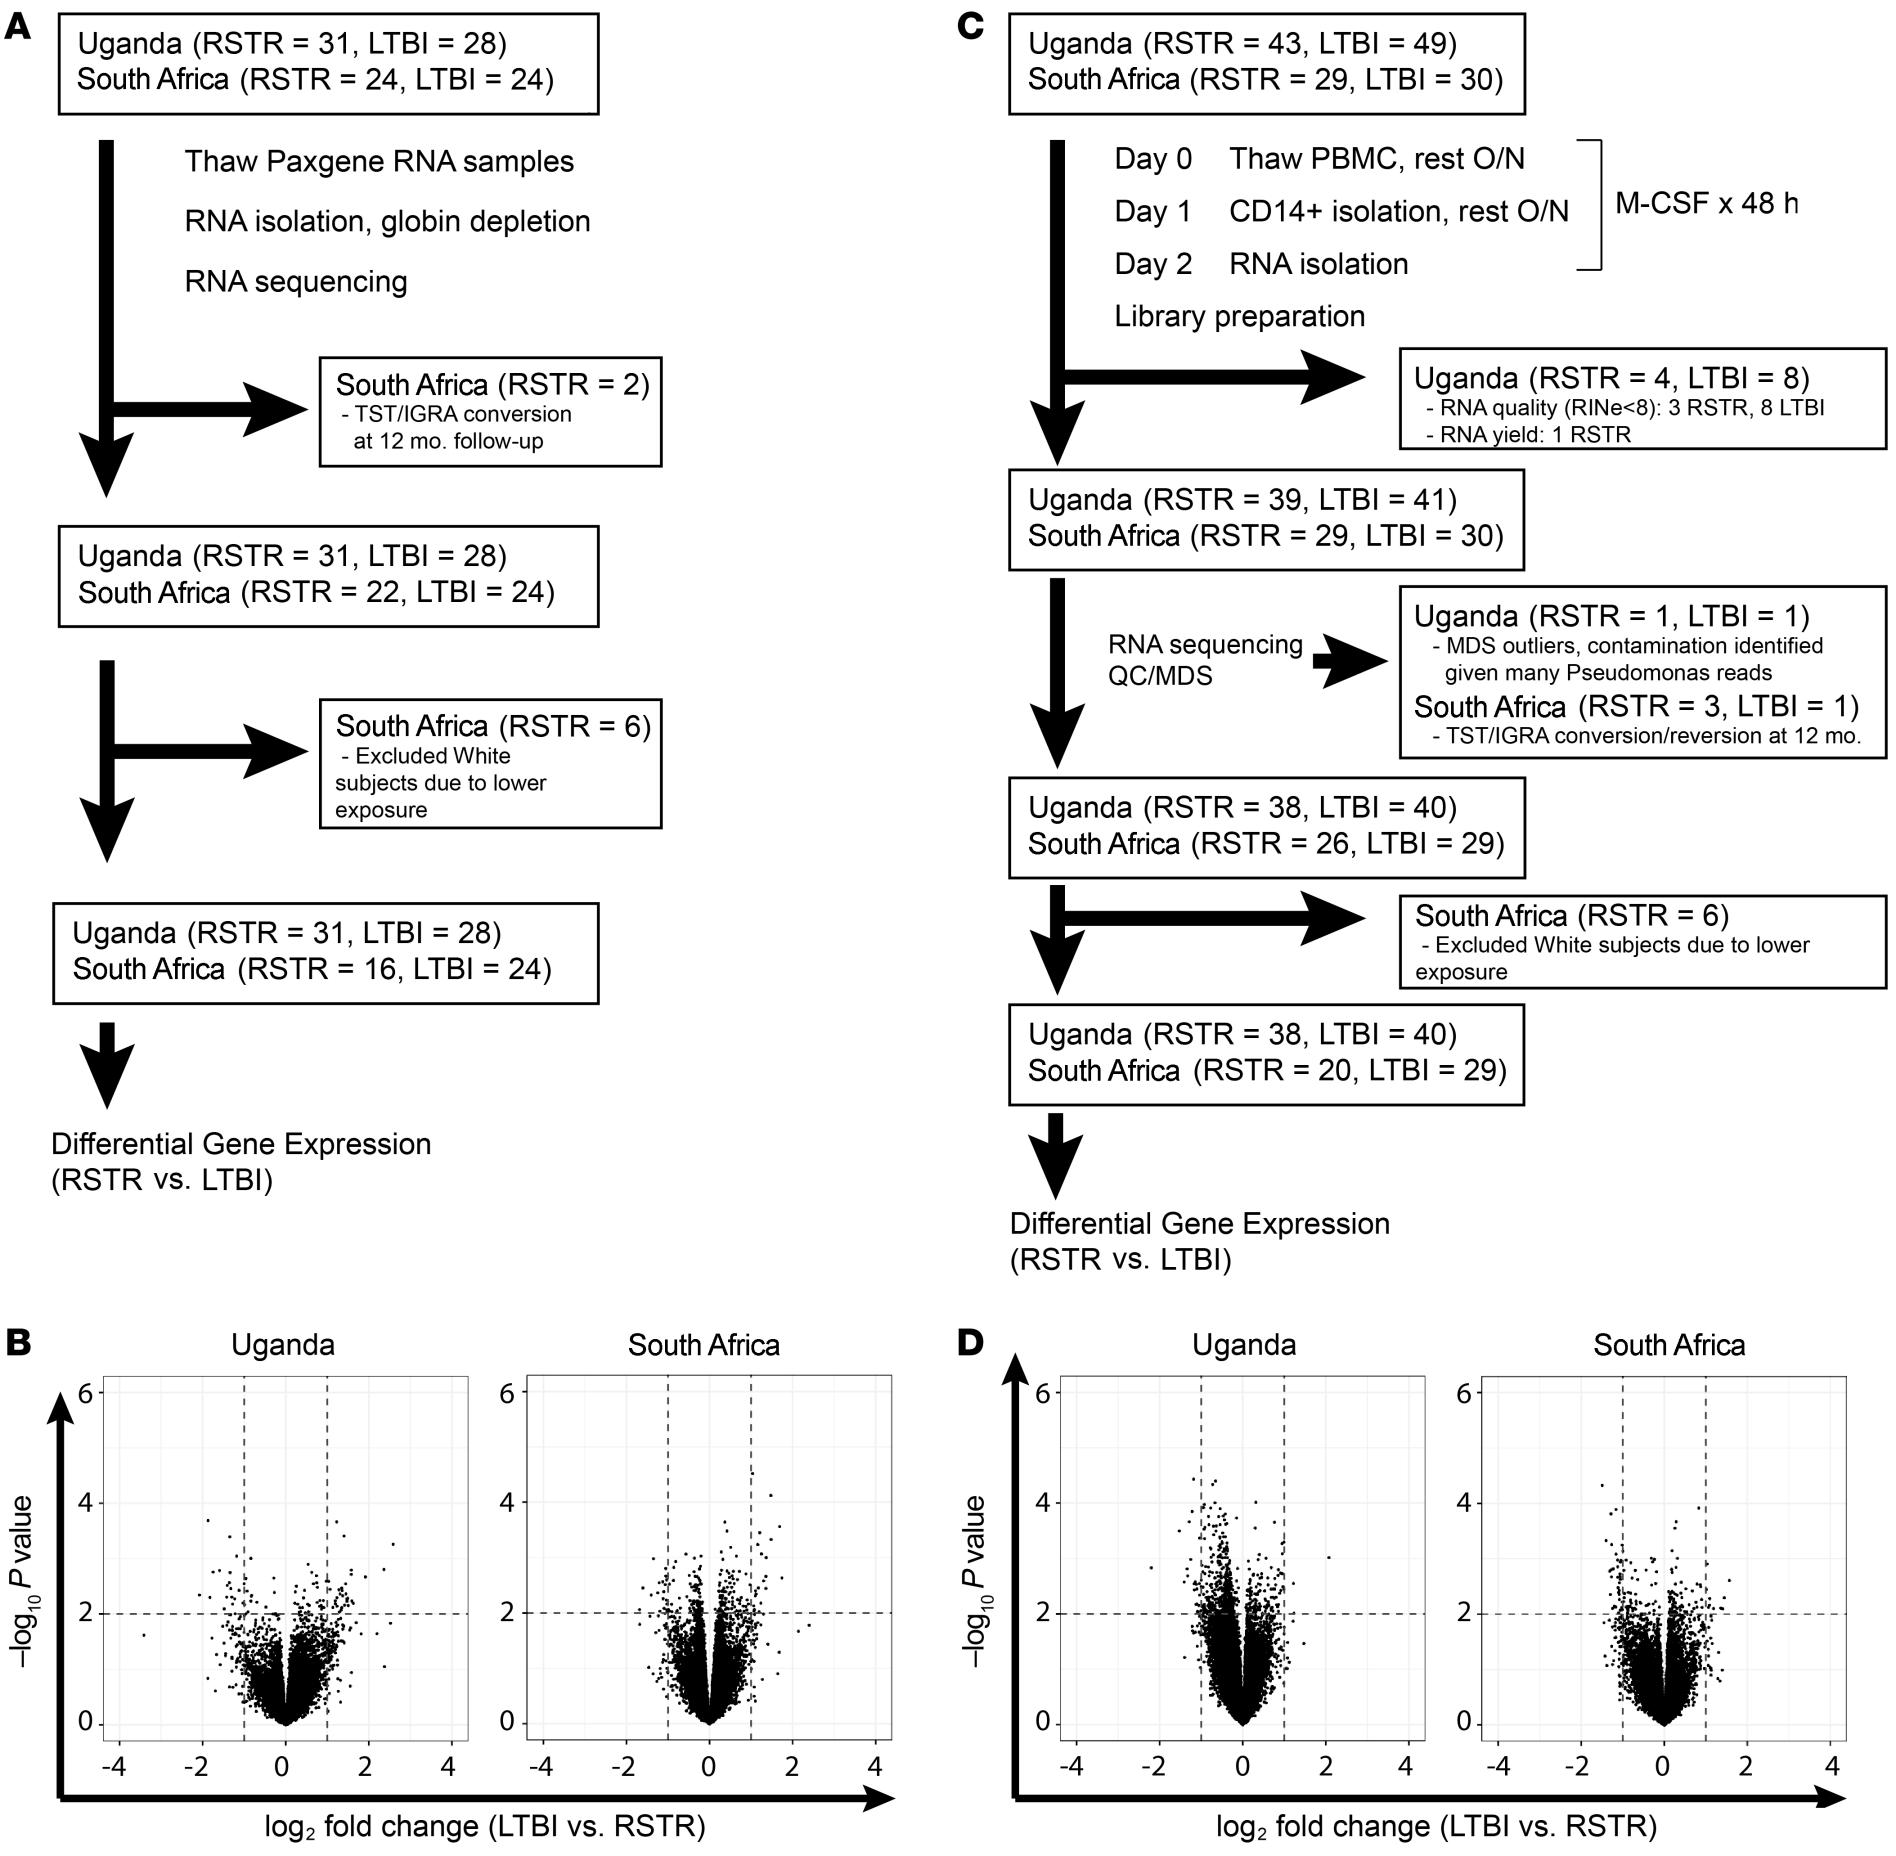 A
Uganda (RSTR = 31, LTBI = 28)
South Africa (RSTR = 24, LTBI = 24)
Thaw Paxgene RNA samples
RNA isolation, globin depletion
RNA sequencing
South Africa (RSTR = 2)
- TST/IGRA conversion
at 12 mo. follow-up
Uganda (RSTR = 31, LTBI = 28)
South Africa (RSTR = 22, LTBI = 24)
South Africa (RSTR = 6)
- Excluded White
subjects due to lower
exposure
Uganda (RSTR = 31, LTBI = 28)
South Africa (RSTR = 16, LTBI = 24)
Differential Gene Expression
(RSTR vs. LTBI)
C
Uganda (RSTR = 43, LTBI = 49)
South Africa (RSTR = 29, LTBI = 30)
Day 0 Thaw PBMC, rest O/N
Day 1 CD14+ isolation, rest O/N
Day 2 RNA isolation
M-CSF x 48 h
Library preparation
Uganda (RSTR = 4, LTBI = 8)
- RNA quality (RINe<8): 3 RSTR, 8 LTBI
- RNA yield: 1 RSTR
Uganda (RSTR = 39, LTBI = 41)
South Africa (RSTR = 29, LTBI = 30)
RNA sequencing
QC/MDS
Uganda (RSTR = 1, LTBI = 1)
- MDS outliers, contamination identified
given many Pseudomonas reads
South Africa (RSTR = 3, LTBI = 1)
- TST/IGRA conversion/reversion at 12 mo.
Uganda (RSTR = 38, LTBI = 40)
South Africa (RSTR = 26, LTBI = 29)
South Africa (RSTR = 6)
- Excluded White subjects due to lower
exposure
Uganda (RSTR = 38, LTBI = 40)
South Africa (RSTR = 20, LTBI = 29)
Differential Gene Expression
(RSTR vs. LTBI)
B
Uganda
South Africa
–log10 P value
6
4
2
0
-4 -2 0 2 4
6
4
2
0
-4 -2 0 2 4
log2 fold change (LTBI vs. RSTR)
D
Uganda
South Africa
–log10 P value
6
4
2
0
-4 -2 0 2 4
6
4
2
0
-4 -2 0 2 4
log2 fold change (LTBI vs. RSTR)